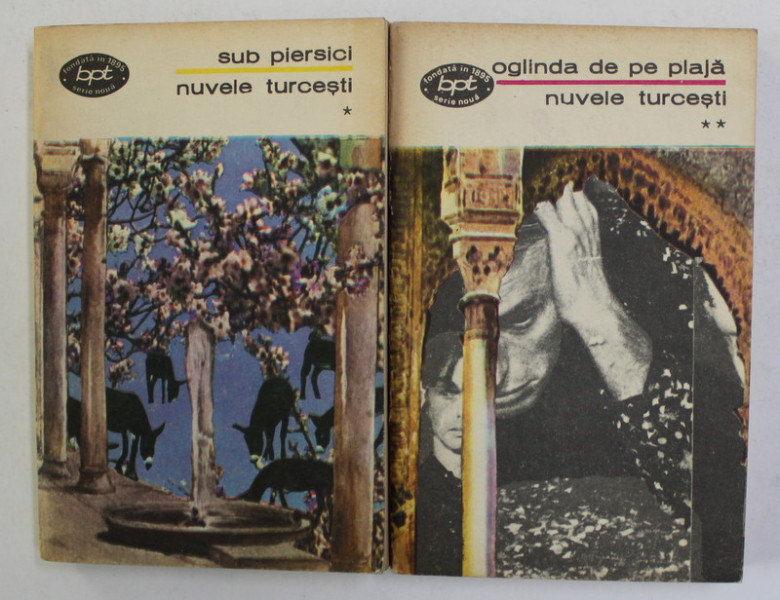 fondată în 1895
bpt
serie nouă
sub piersici
nuvele turcești
*
fondată în 1895
bpt
serie nouă
oglinda de pe plajă
nuvele turcești
**